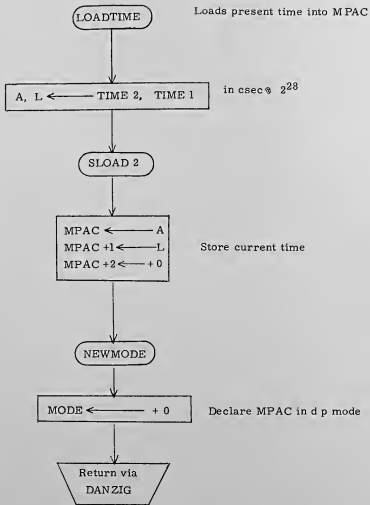 LOADTIME Loads present time into MPAC
A, L ← TIME 2, TIME 1 in csec @ 2^28
SLOAD 2
MPAC ← A
MPAC +1 ← L
MPAC +2 ← +0
Store current time
NEWMODE
MODE ← + 0 Declare MPAC in d p mode
Return via
DANZIG